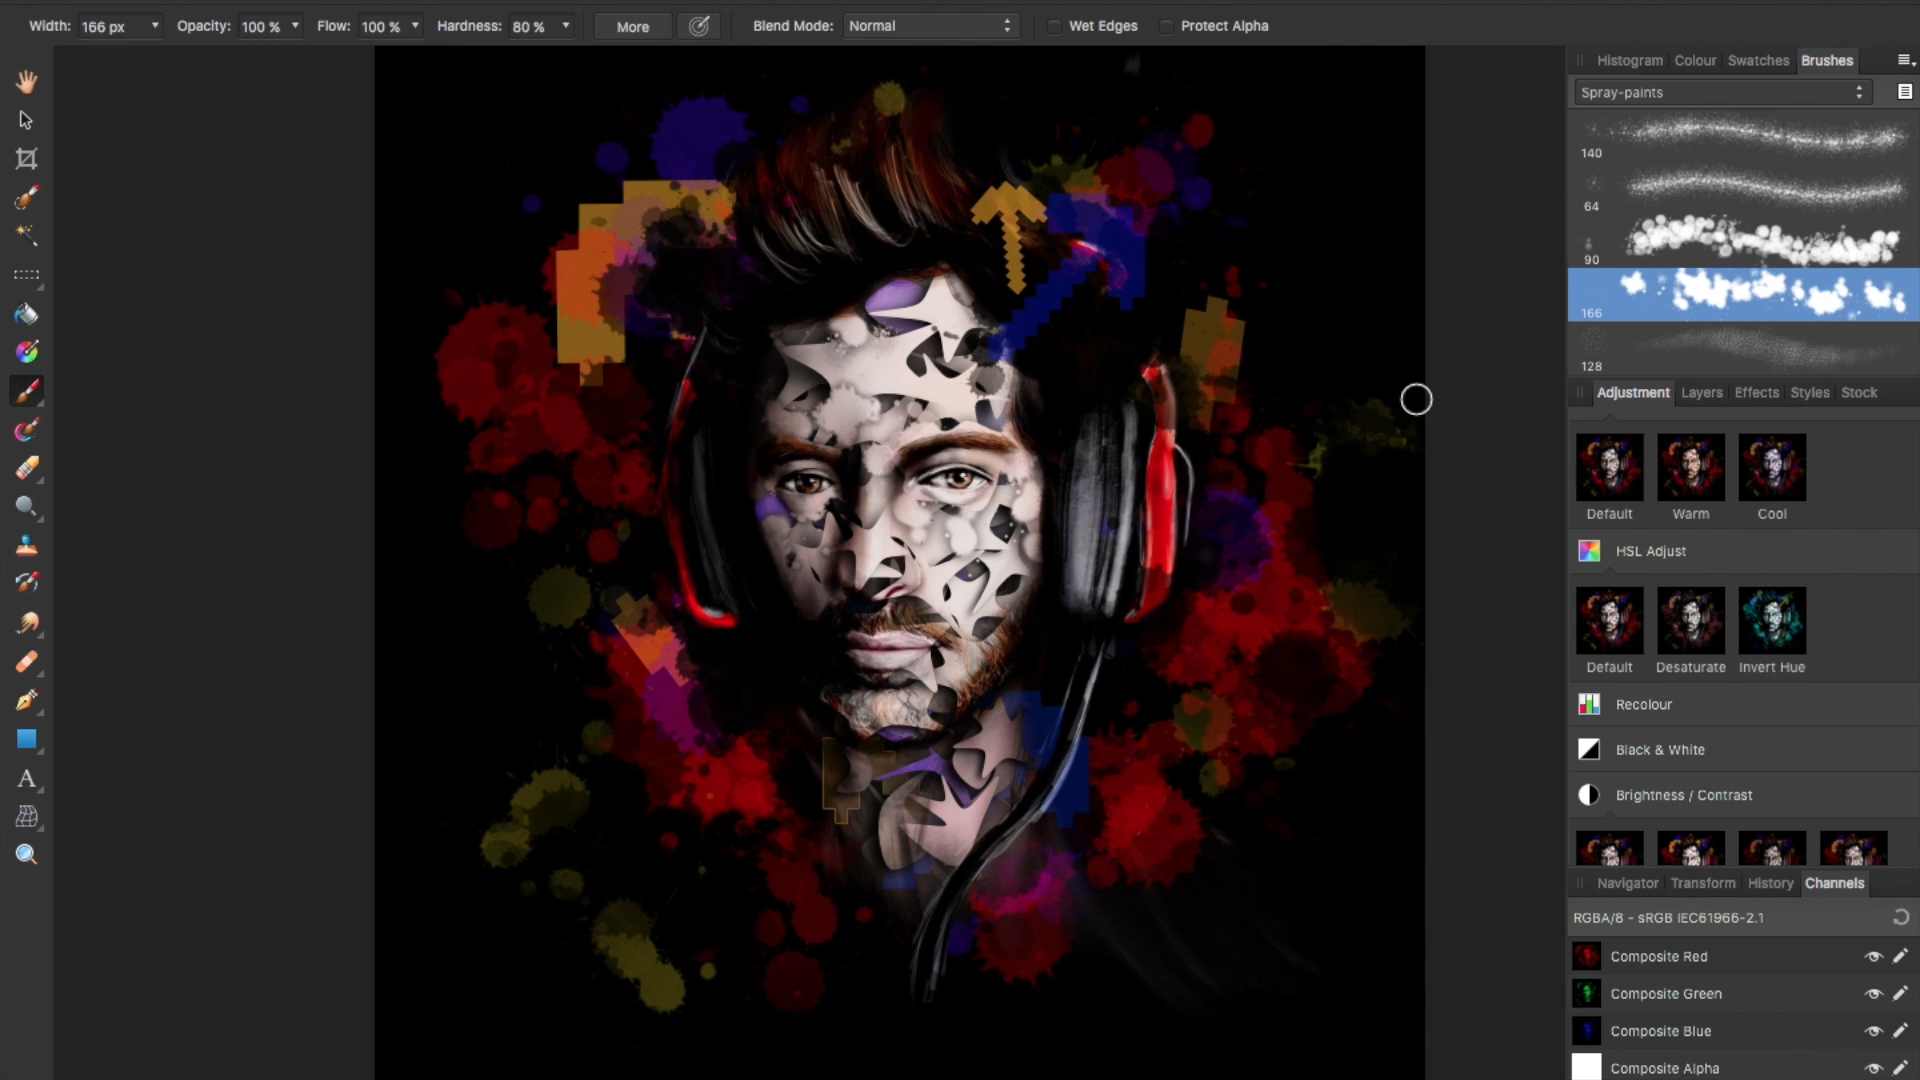 Width: 166 px Opacity: 100 % Flow: 100 % Hardness: 80 % More Blend Mode: Normal Wet Edges Protect Alpha
Histogram Colour Swatches Brushes
Spray-paints
140
64
90
166
128
Adjustment Layers Effects Styles Stock
Default Warm Cool
HSL Adjust
Default Desaturate Invert Hue
Recolour
Black & White
Brightness / Contrast
Navigator Transform History Channels
RGBA/8 - sRGB IEC61966-2.1
Composite Red
Composite Green
Composite Blue
Composite Alpha
A